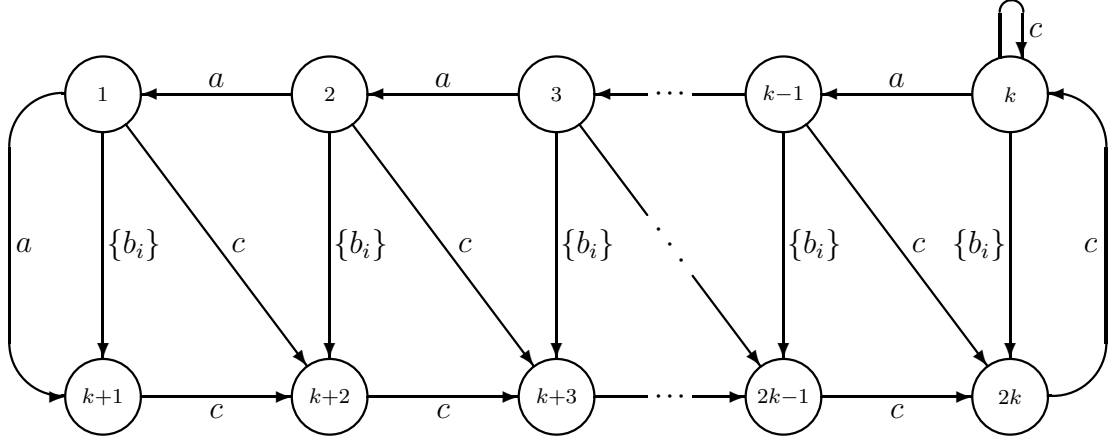 c
a a a
1 2 3 ··· k−1 k
a {b_i} c {b_i} c {b_i} ⋱ {b_i} c {b_i} c
k+1 k+2 k+3 ··· 2k−1 2k
c c c